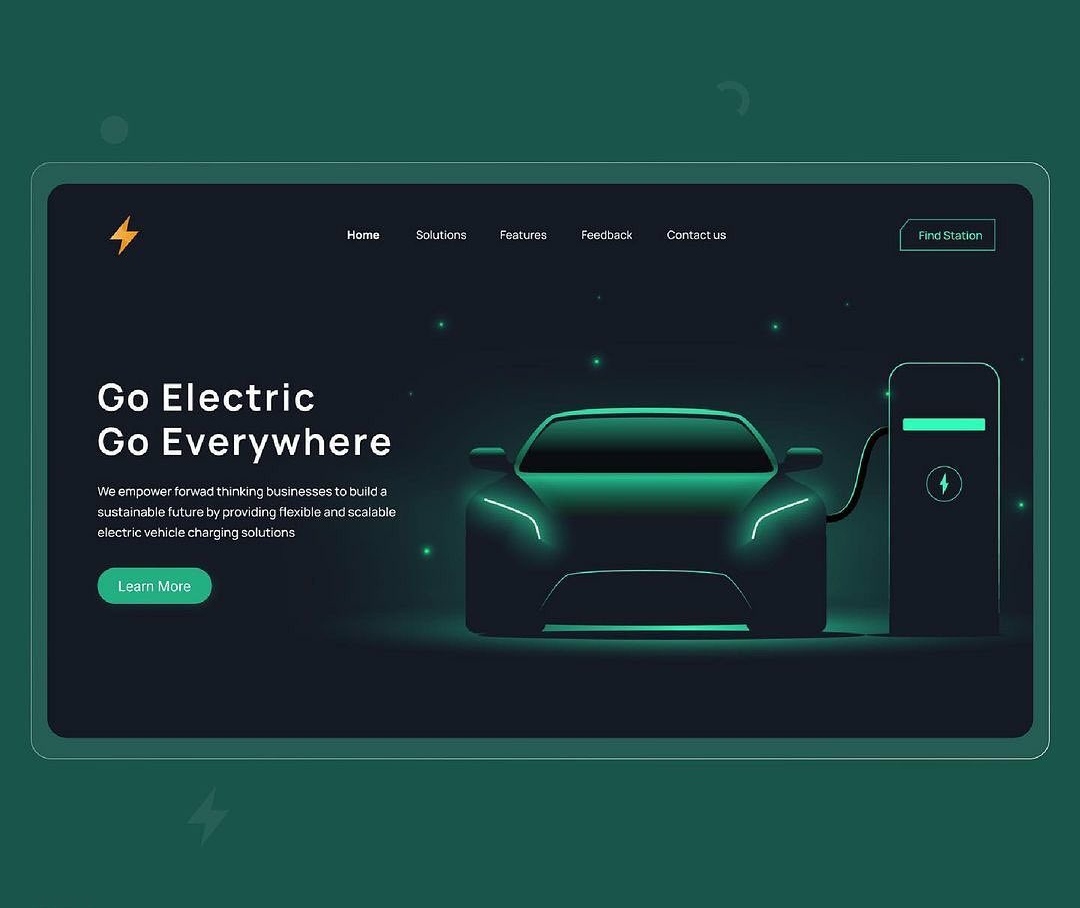 Home
Solutions
Features
Feedback
Contact us
Find Station
Go Electric
Go Everywhere
We empower forwad thinking businesses to build a
sustainable future by providing flexible and scalable
electric vehicle charging solutions
Learn More